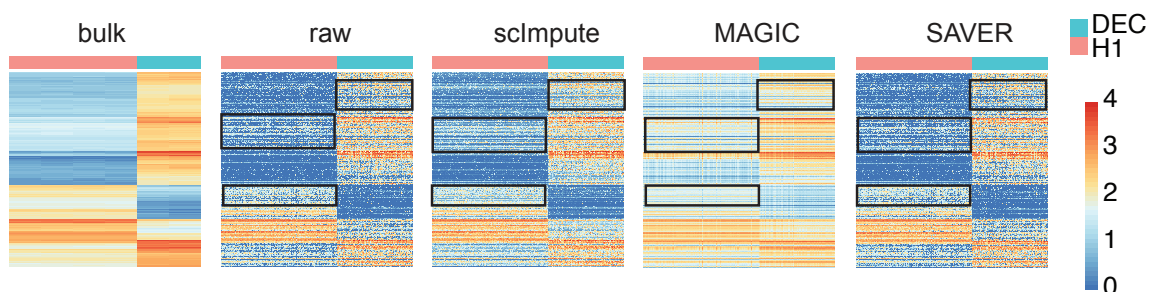 bulk
raw
scImpute
MAGIC
SAVER
DEC
H1
4
3
2
1
0